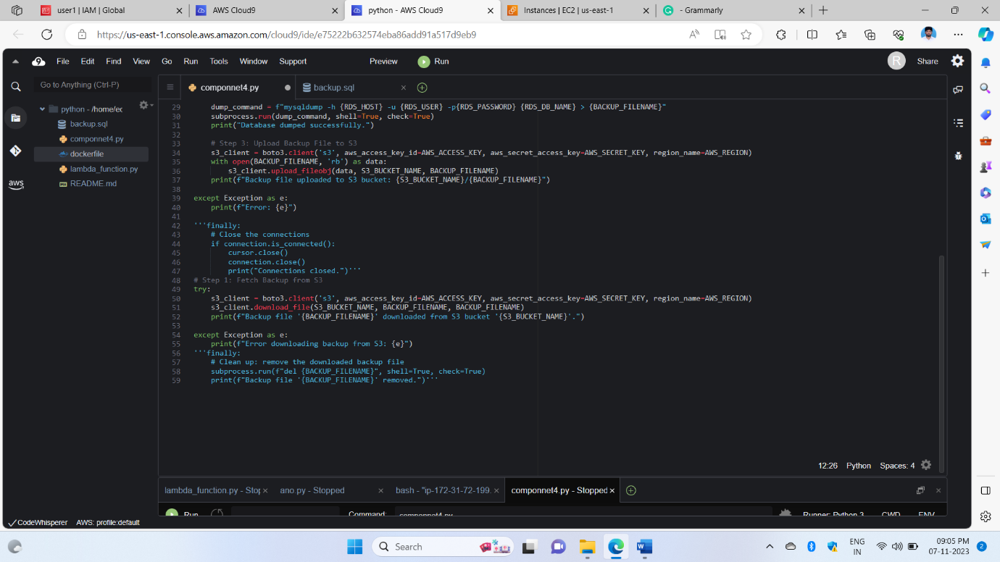 user1 | IAM | Global
AWS Cloud9
python - AWS Cloud9
Instances | EC2 | us-east-1
- Grammarly
https://us-east-1.console.aws.amazon.com/cloud9/ide/e75222b632574eba86add91a517d9eb9
File Edit Find View Go Run Tools Window Support Preview Run R Share
Go to Anything (Ctrl-P)
python - /home/ec
backup.sql
componnet4.py
dockerfile
lambda_function.py
README.md
aws
componnet4.py
backup.sql
29 dump_command = f"mysqldump -h {RDS_HOST} -u {RDS_USER} -p{RDS_PASSWORD} {RDS_DB_NAME} > {BACKUP_FILENAME}"
30 subprocess.run(dump_command, shell=True, check=True)
31 print("Database dumped successfully.")
32
33 # Step 3: Upload Backup File to S3
34 s3_client = boto3.client('s3', aws_access_key_id=AWS_ACCESS_KEY, aws_secret_access_key=AWS_SECRET_KEY, region_name=AWS_REGION)
35 with open(BACKUP_FILENAME, 'rb') as data:
36 s3_client.upload_fileobj(data, S3_BUCKET_NAME, BACKUP_FILENAME)
37 print(f"Backup file uploaded to S3 bucket: {S3_BUCKET_NAME}/{BACKUP_FILENAME}")
38
39 except Exception as e:
40 print(f"Error: {e}")
41
42 '''finally:
43 # Close the connections
44 if connection.is_connected():
45 cursor.close()
46 connection.close()
47 print("Connections closed.")'''
48 # Step 1: Fetch Backup from S3
49 try:
50 s3_client = boto3.client('s3', aws_access_key_id=AWS_ACCESS_KEY, aws_secret_access_key=AWS_SECRET_KEY, region_name=AWS_REGION)
51 s3_client.download_file(S3_BUCKET_NAME, BACKUP_FILENAME, BACKUP_FILENAME)
52 print(f"Backup file '{BACKUP_FILENAME}' downloaded from S3 bucket '{S3_BUCKET_NAME}'.")
53
54 except Exception as e:
55 print(f"Error downloading backup from S3: {e}")
56 '''finally:
57 # Clean up: remove the downloaded backup file
58 subprocess.run(f"del {BACKUP_FILENAME}", shell=True, check=True)
59 print(f"Backup file '{BACKUP_FILENAME}' removed.")'''
12:26 Python Spaces: 4
lambda_function.py - Stop
ano.py - Stopped
bash - "ip-172-31-72-199.
componnet4.py - Stopped
Run Command: componnet4.py Runner: Python 3 CWD ENV
CodeWhisperer AWS: profile:default
Search
ENG
IN
09:05 PM
07-11-2023
2